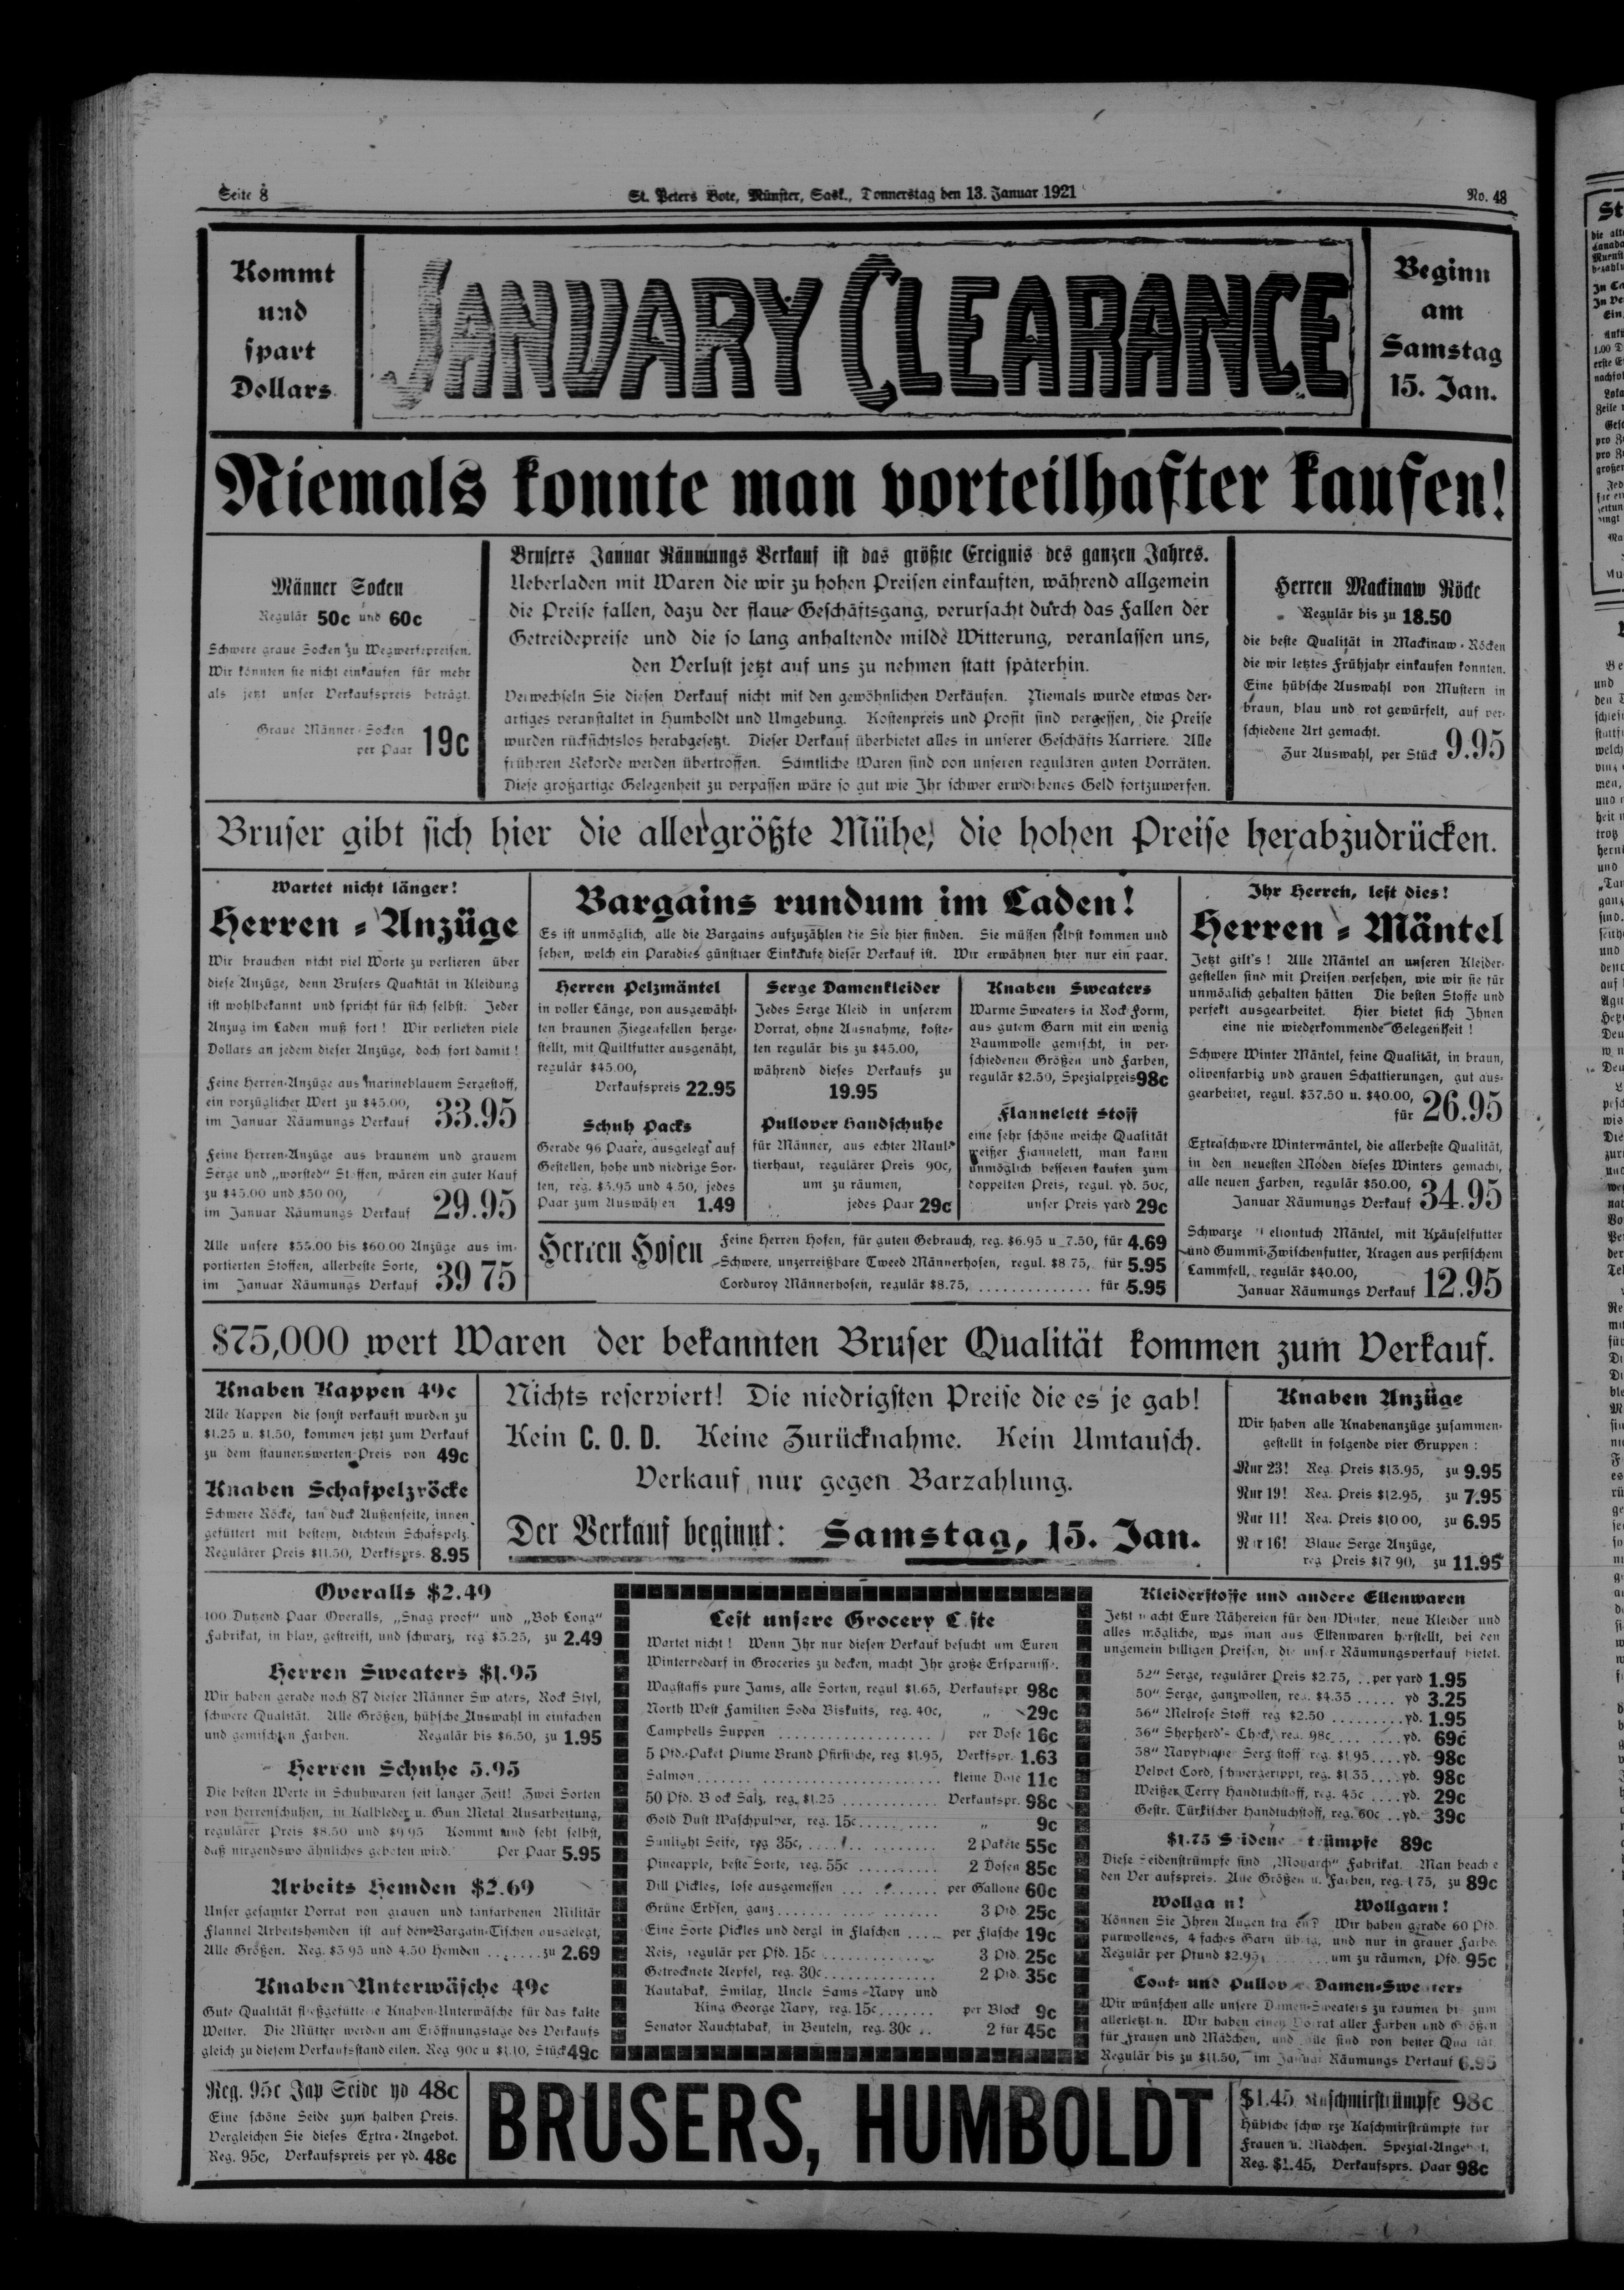 Seite 8
St. Peters Bote, Münster, Sask., Donnerstag den 13. Januar 1921
No. 48
Kommt
und
spart
Dollars
JANUARY CLEARANCE
Beginn
am
Samstag
15. Jan.
Niemals konnte man vorteilhafter kaufen!
Männer Socken
Regulär 50c und 60c
Schwere graue Socken zu Wegwerfepreisen.
Wir könnten sie nicht einkaufen für mehr
als jetzt unser Verkaufspreis beträgt.
Graue Männer-Socken
per Paar 19c
Brusers Januar Räumungs Verkauf ist das größte Ereignis des ganzen Jahres.
Ueberladen mit Waren die wir zu hohen Preisen einkauften, während allgemein
die Preise fallen, dazu der flaue Geschäftsgang, verursacht durch das Fallen der
Getreidepreise und die so lang anhaltende milde Witterung, veranlassen uns,
den Verlust jetzt auf uns zu nehmen statt späterhin.
Verwechseln Sie diesen Verkauf nicht mit den gewöhnlichen Verkäufen. Niemals wurde etwas der-
artiges veranstaltet in Humboldt und Umgebung. Kostenpreis und Profit sind vergessen, die Preise
wurden rücksichtslos herabgesetzt. Dieser Verkauf überbietet alles in unserer Geschäfts Karriere. Alle
früheren Rekorde werden übertroffen. Sämtliche Waren sind von unseren regulären guten Vorräten.
Diese großartige Gelegenheit zu verpassen wäre so gut wie Ihr schwer erworbenes Geld fortzuwerfen.
Herren Mackinaw Röcke
Regulär bis zu 18.50
die beste Qualität in Mackinaw-Röcken
die wir letztes Frühjahr einkaufen konnten.
Eine hübsche Auswahl von Mustern in
braun, blau und rot gewürfelt, auf ver-
schiedene Art gemacht.
Zur Auswahl, per Stück 9.95
Bruser gibt sich hier die allergrößte Mühe, die hohen Preise herabzudrücken.
Wartet nicht länger!
Herren-Anzüge
Wir brauchen nicht viel Worte zu verlieren über
diese Anzüge, denn Brusers Qualität in Kleidung
ist wohlbekannt und spricht für sich selbst. Jeder
Anzug im Laden muß fort! Wir verlieren viele
Dollars an jedem dieser Anzüge, doch fort damit!
Feine Herren-Anzüge aus marineblauem Sergestoff,
ein vorzüglicher Wert zu $45.00,
im Januar Räumungs Verkauf 33.95
Feine Herren-Anzüge aus braunem und grauem
Serge und „worsted“ Stoffen, wären ein guter Kauf
zu $45.00 und $50 00,
im Januar Räumungs Verkauf 29.95
Alle unsere $55.00 bis $60.00 Anzüge aus im-
portierten Stoffen, allerbeste Sorte,
im Januar Räumungs Verkauf 39 75
Bargains rundum im Laden!
Es ist unmöglich, alle die Bargains aufzuzählen die Sie hier finden. Sie müssen selbst kommen und
sehen, welch ein Paradies günstiger Einkäufe dieser Verkauf ist. Wir erwähnen hier nur ein paar.
Herren Pelzmäntel
in voller Länge, von ausgewähl-
ten braunen Ziegenfellen herge-
stellt, mit Quiltfutter ausgenäht,
regulär $45.00,
Verkaufspreis 22.95
Schuh Packs
Gerade 96 Paare, ausgelegt auf
Gestellen, hohe und niedrige Sor-
ten, reg. $3.95 und 4.50, jedes
Paar zum Auswählen 1.49
Serge Damenkleider
Jedes Serge Kleid in unserem
Vorrat, ohne Ausnahme, koste-
ten regulär bis zu $45.00,
während dieses Verkaufs zu
19.95
Pullover Handschuhe
für Männer, aus echter Maul-
tierhaut, regulärer Preis 90c,
um zu räumen,
jedes Paar 29c
Knaben Sweaters
Warme Sweaters in Rock Form,
aus gutem Garn mit ein wenig
Baumwolle gemischt, in ver-
schiedenen Größen und Farben,
regulär $2.50, Spezialpreis 98c
Flannelett Stoff
eine sehr schöne weiche Qualität
weißer Flannelett, man kann
unmöglich besseren kaufen zum
doppelten Preis, regul. yd. 50c,
unser Preis yard 29c
Herren Hosen
Feine Herren Hosen, für guten Gebrauch, reg. $6.95 u 7.50, für 4.69
Schwere, unzerreißbare Tweed Männerhosen, regul. $8 75, für 5.95
Corduroy Männerhosen, regulär $8.75, .............. für 5.95
Ihr Herren, lest dies!
Herren-Mäntel
Jetzt gilt's! Alle Mäntel an unseren Kleider-
gestellen sind mit Preisen versehen, wie wir sie für
unmöglich gehalten hätten Die besten Stoffe und
perfekt ausgearbeitet. Hier bietet sich Ihnen
eine nie wiederkommende Gelegenheit!
Schwere Winter Mäntel, feine Qualität, in braun,
olivenfarbig und grauen Schattierungen, gut aus-
gearbeitet, regul. $37.50 u. $40.00,
für 26.95
Extraschwere Wintermäntel, die allerbeste Qualität,
in den neuesten Moden dieses Winters gemacht,
alle neuen Farben, regulär $50.00,
Januar Räumungs Verkauf 34.95
Schwarze Mäntel, mit Kräuselfutter
und Gummi-Zwischenfutter, Kragen aus persischem
Lammfell, regulär $40.00,
Januar Räumungs Verkauf 12.95
$75,000 wert Waren der bekannten Bruser Qualität kommen zum Verkauf.
Knaben Kappen 49c
Alle Kappen die sonst verkauft wurden zu
$1.25 u. $1.50, kommen jetzt zum Verkauf
zu dem staunenswerten Preis von 49c
Knaben Schafpelzröcke
Schwere Röcke, tan duck Außenseite, innen
gefüttert mit bestem, dichtem Schafspelz.
Regulärer Preis $11.50, Verkfsprs. 8.95
Nichts reserviert! Die niedrigsten Preise die es je gab!
Kein C. O. D. Keine Zurücknahme. Kein Umtausch.
Verkauf nur gegen Barzahlung.
Der Verkauf beginnt: Samstag, 15. Jan.
Knaben Anzüge
Wir haben alle Knabenanzüge zusammen-
gestellt in folgende vier Gruppen:
Nur 23! Reg. Preis $13.95, zu 9.95
Nur 19! Reg. Preis $12.95, zu 7.95
Nur 11! Reg. Preis $10 00, zu 6.95
Nur 16! Blaue Serge Anzüge,
reg Preis $17 90, zu 11.95
Overalls $2.49
100 Dutzend Paar Overalls, „Snag proof“ und „Bob Long“
Fabrikat, in blau, gestreift, und schwarz, reg $3.25, zu 2.49
Herren Sweaters $1.95
Wir haben gerade noch 87 dieser Männer Sweaters, Rock Styl,
schwere Qualität. Alle Größen, hübsche Auswahl in einfachen
und gemischten Farben. Regulär bis $6.50, zu 1.95
Herren Schuhe 5.95
Die besten Werte in Schuhwaren seit langer Zeit! Zwei Sorten
von Herrenschuhen, in Kalbleder u. Gun Metal Ausarbeitung,
regulärer Preis $8.50 und $9 95 Kommt und seht selbst,
daß nirgendswo ähnliches geboten wird. Per Paar 5.95
Arbeits Hemden $2.69
Unser gesamter Vorrat von grauen und tanfarbenen Militär
Flannel Arbeitshemden ist auf den Bargain-Tischen ausgelegt,
Alle Größen. Reg. $3 95 und 4.50 Hemden ....... zu 2.69
Knaben Unterwäsche 49c
Gute Qualität fließgefütterte Knaben-Unterwäsche für das kalte
Wetter. Die Mütter werden am Eröffnungstage des Verkaufs
gleich zu diesem Verkaufsstand eilen. Reg 90c u $1.10, Stück 49c
Lest unsere Grocery Liste
Wartet nicht! Wenn Ihr nur diesen Verkauf besucht um Euren
Winterbedarf in Groceries zu decken, macht Ihr große Ersparnisse.
Wagstaffs pure Jams, alle Sorten, regul $1.65, Verkaufspr 98c
North West Familien Soda Biskuits, reg. 40c, „ 29c
Campbells Suppen .................... per Dose 16c
5 Pfd.-Paket Plume Brand Pfirsiche, reg $1.95, Verkfspr. 1.63
Salmon .................... kleine Dose 11c
50 Pfd. Block Salz, reg. $1.25 ............ Verkaufspr. 98c
Gold Dust Waschpulver, reg. 15c .......... „ 9c
Sunlight Seife, reg 35c, .......... 2 Pakete 55c
Pineapple, beste Sorte, reg. 55c .......... 2 Dosen 85c
Dill Pickles, lose ausgemessen .......... per Gallone 60c
Grüne Erbsen, ganz .................... 3 Pfd. 25c
Eine Sorte Pickles und dergl in Flaschen ..... per Flasche 19c
Reis, regulär per Pfd. 15c .............. 3 Pfd. 25c
Getrocknete Aepfel, reg. 30c .............. 2 Pfd. 35c
Kautabak, Smilax, Uncle Sams Navy und
King George Navy, reg. 15c ....... per Block 9c
Senator Rauchtabak, in Beuteln, reg. 30c .. 2 für 45c
Kleiderstoffe und andere Ellenwaren
Jetzt macht Eure Nähereien für den Winter, neue Kleider und
alles mögliche, was man aus Ellenwaren herstellt, bei den
ungemein billigen Preisen, die unser Räumungsverkauf bietet.
52“ Serge, regulärer Preis $2.75, .. per yard 1.95
50“ Serge, ganzwollen, reg. $4.35 ..... yd 3.25
56“ Melrose Stoff reg $2.50 .......... yd. 1.95
36“ Shepherd's Check, reg. 98c .......... yd. 69c
38“ Navyblaue Sergestoff reg. $1.95 .... yd. 98c
Velvet Cord, schwergerippt, reg. $1.35 .... yd. 98c
Weißer Terry Handtuchstoff, reg. 45c .... yd. 29c
Gestr. Türkischer Handtuchstoff, reg. 60c .. yd. 39c
$1.75 Seidenstrümpfe 89c
Diese Seidenstrümpfe sind „Monarch“ Fabrikat. Man beachte
den Verkaufspreis. Alle Größen u. Farben, reg. 1.75, zu 89c
Wollgarn! Wollgarn!
Können Sie Ihren Augen trauen? Wir haben gerade 60 Pfd.
purwollenes, 4 faches Garn übrig, und nur in grauer Farbe
Regulär per Pfund $2.95, ........ um zu räumen, Pfd. 95c
Coat- und Pullover Damen-Sweaters
Wir wünschen alle unsere Damen-Sweaters zu räumen bis zum
allerletzten. Wir haben einen Vorrat aller Farben und Größen
für Frauen und Mädchen, und alle sind von bester Qualität.
Regulär bis zu $11.50, im Januar Räumungs Verkauf 6.95
Reg. 95c Jap Seide yd 48c
Eine schöne Seide zum halben Preis.
Vergleichen Sie dieses Extra-Angebot.
Reg. 95c, Verkaufspreis per yd. 48c
BRUSERS, HUMBOLDT
$1.45 Kaschmirstrümpfe 98c
Hübsche schwarze Kaschmirstrümpfe für
Frauen u. Mädchen. Spezial-Angebot,
Reg. $1.45, Verkaufsprs. Paar 98c